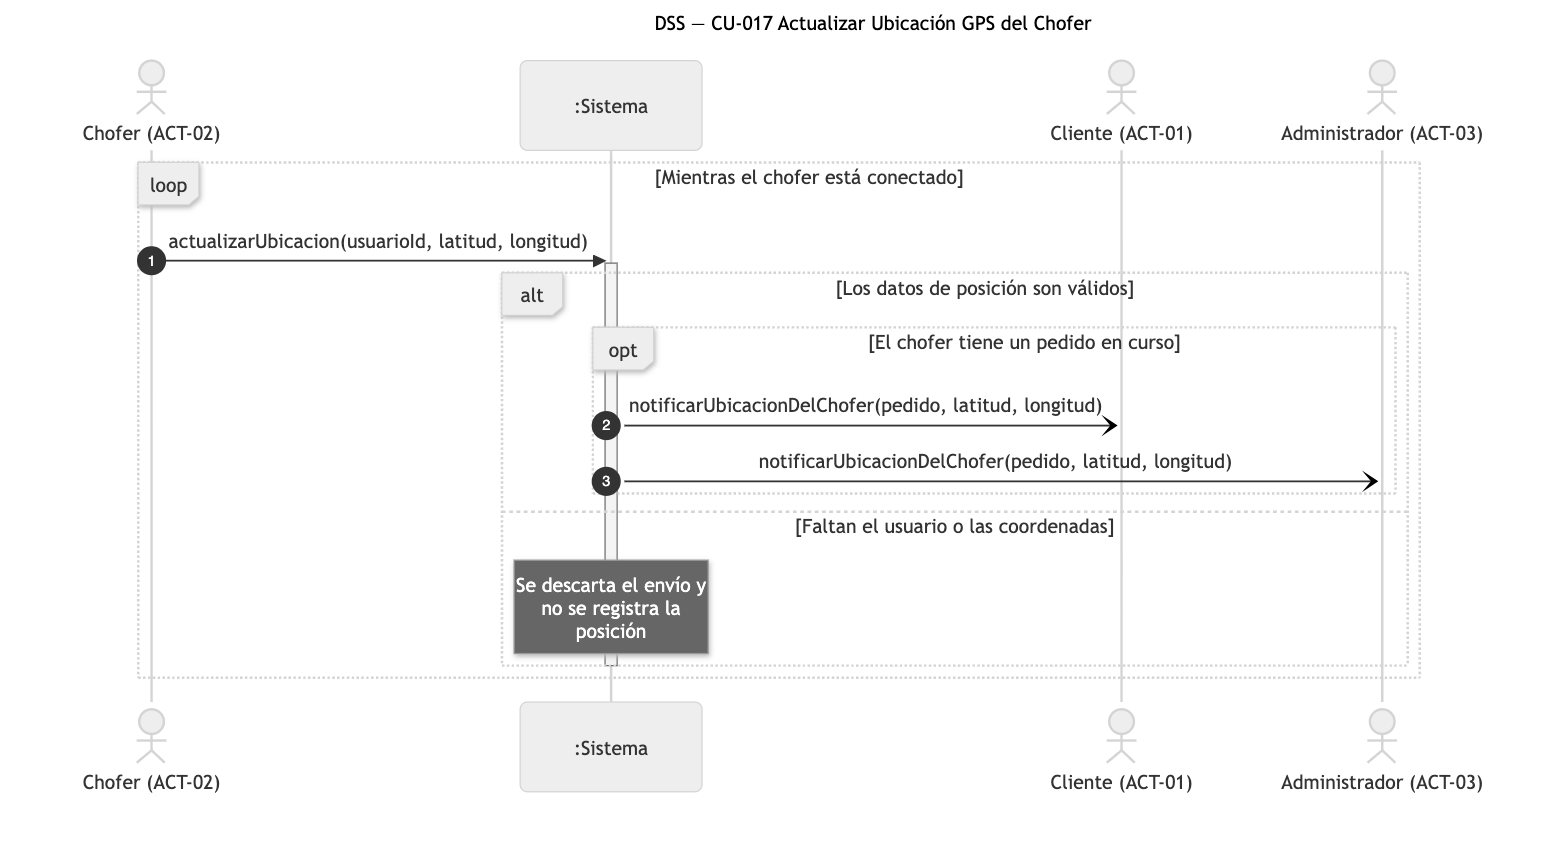 DSS — CU-017 Actualizar Ubicación GPS del Chofer
:Sistema
Chofer (ACT-02)
Cliente (ACT-01)
Administrador (ACT-03)
loop
[Mientras el chofer está conectado]
actualizarUbicacion(usuarioId, latitud, longitud)
1
alt
[Los datos de posición son válidos]
opt
[El chofer tiene un pedido en curso]
notificarUbicacionDelChofer(pedido, latitud, longitud)
2
notificarUbicacionDelChofer(pedido, latitud, longitud)
3
[Faltan el usuario o las coordenadas]
Se descarta el envío y
no se registra la
posición
:Sistema
Chofer (ACT-02)
Cliente (ACT-01)
Administrador (ACT-03)